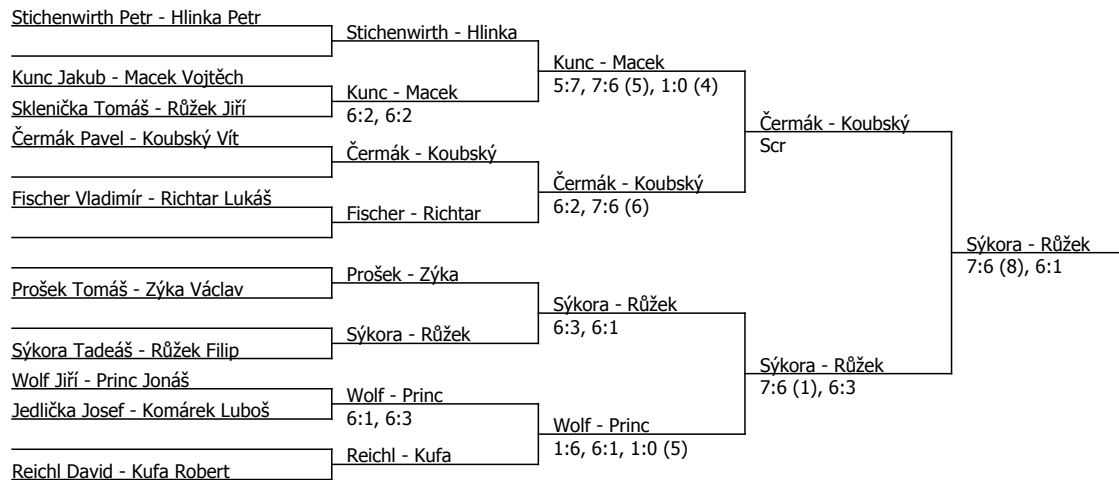 Stichenwirth Petr - Hlinka Petr
Kunc Jakub - Macek Vojtěch
Sklenička Tomáš - Růžek Jiří
Čermák Pavel - Koubský Vít
Fischer Vladimír - Richtar Lukáš
Prošek Tomáš - Zýka Václav
Sýkora Tadeáš - Růžek Filip
Wolf Jiří - Princ Jonáš
Jedlička Josef - Komárek Luboš
Reichl David - Kufa Robert
Stichenwirth - Hlinka
Kunc - Macek
6:2, 6:2
Čermák - Koubský
Fischer - Richtar
Prošek - Zýka
Sýkora - Růžek
Wolf - Princ
6:1, 6:3
Reichl - Kufa
Kunc - Macek
5:7, 7:6 (5), 1:0 (4)
Čermák - Koubský
6:2, 7:6 (6)
Sýkora - Růžek
6:3, 6:1
Wolf - Princ
1:6, 6:1, 1:0 (5)
Čermák - Koubský
Scr
Sýkora - Růžek
7:6 (1), 6:3
Sýkora - Růžek
7:6 (8), 6:1